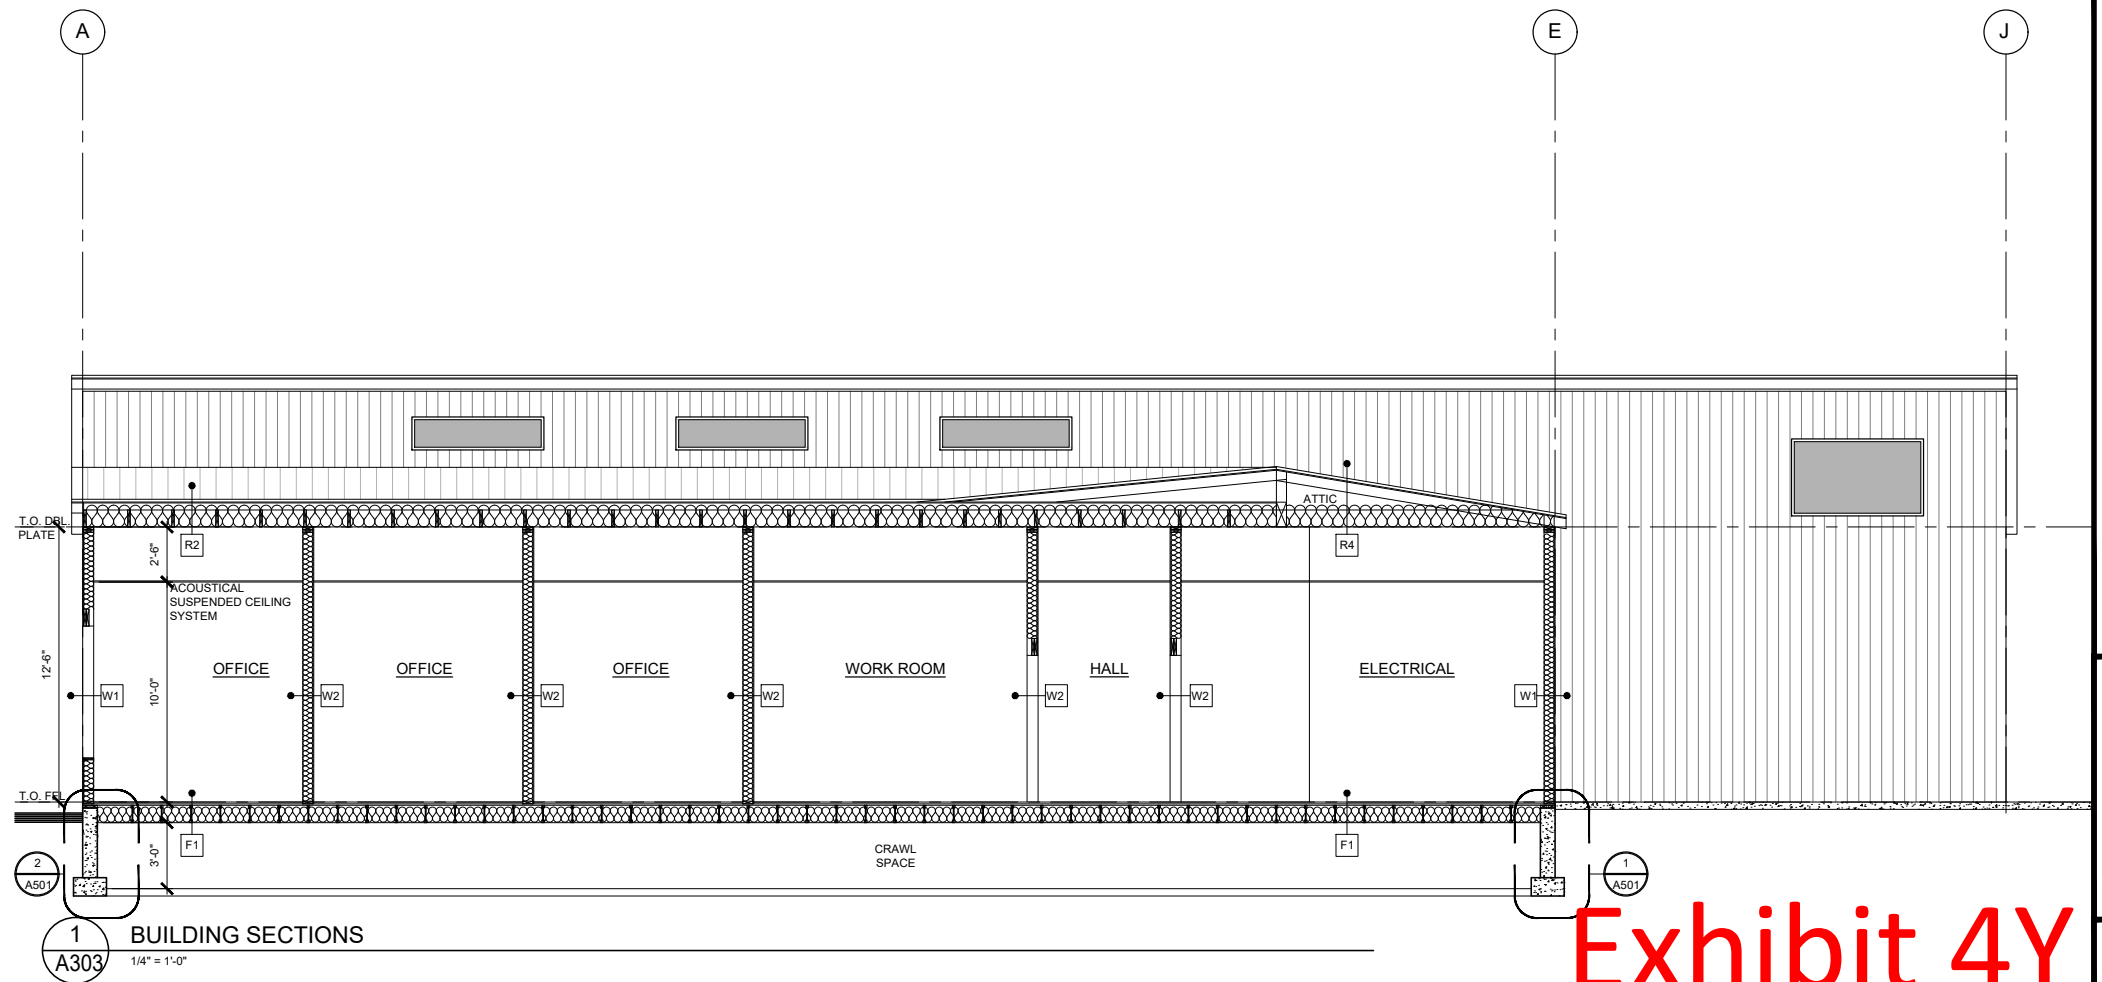 A
E
J
ATTIC
T.O. DBL.
PLATE
2'-6"
R2
R4
ACOUSTICAL
SUSPENDED CEILING
SYSTEM
12'-6"
10'-0"
OFFICE
OFFICE
OFFICE
WORK ROOM
HALL
ELECTRICAL
W1
W2
W2
W2
W2
W2
W1
T.O. FFL
F1
F1
3'-0"
CRAWL
SPACE
2
A501
1
A501
1
A303
BUILDING SECTIONS
1/4" = 1'-0"
Exhibit 4Y